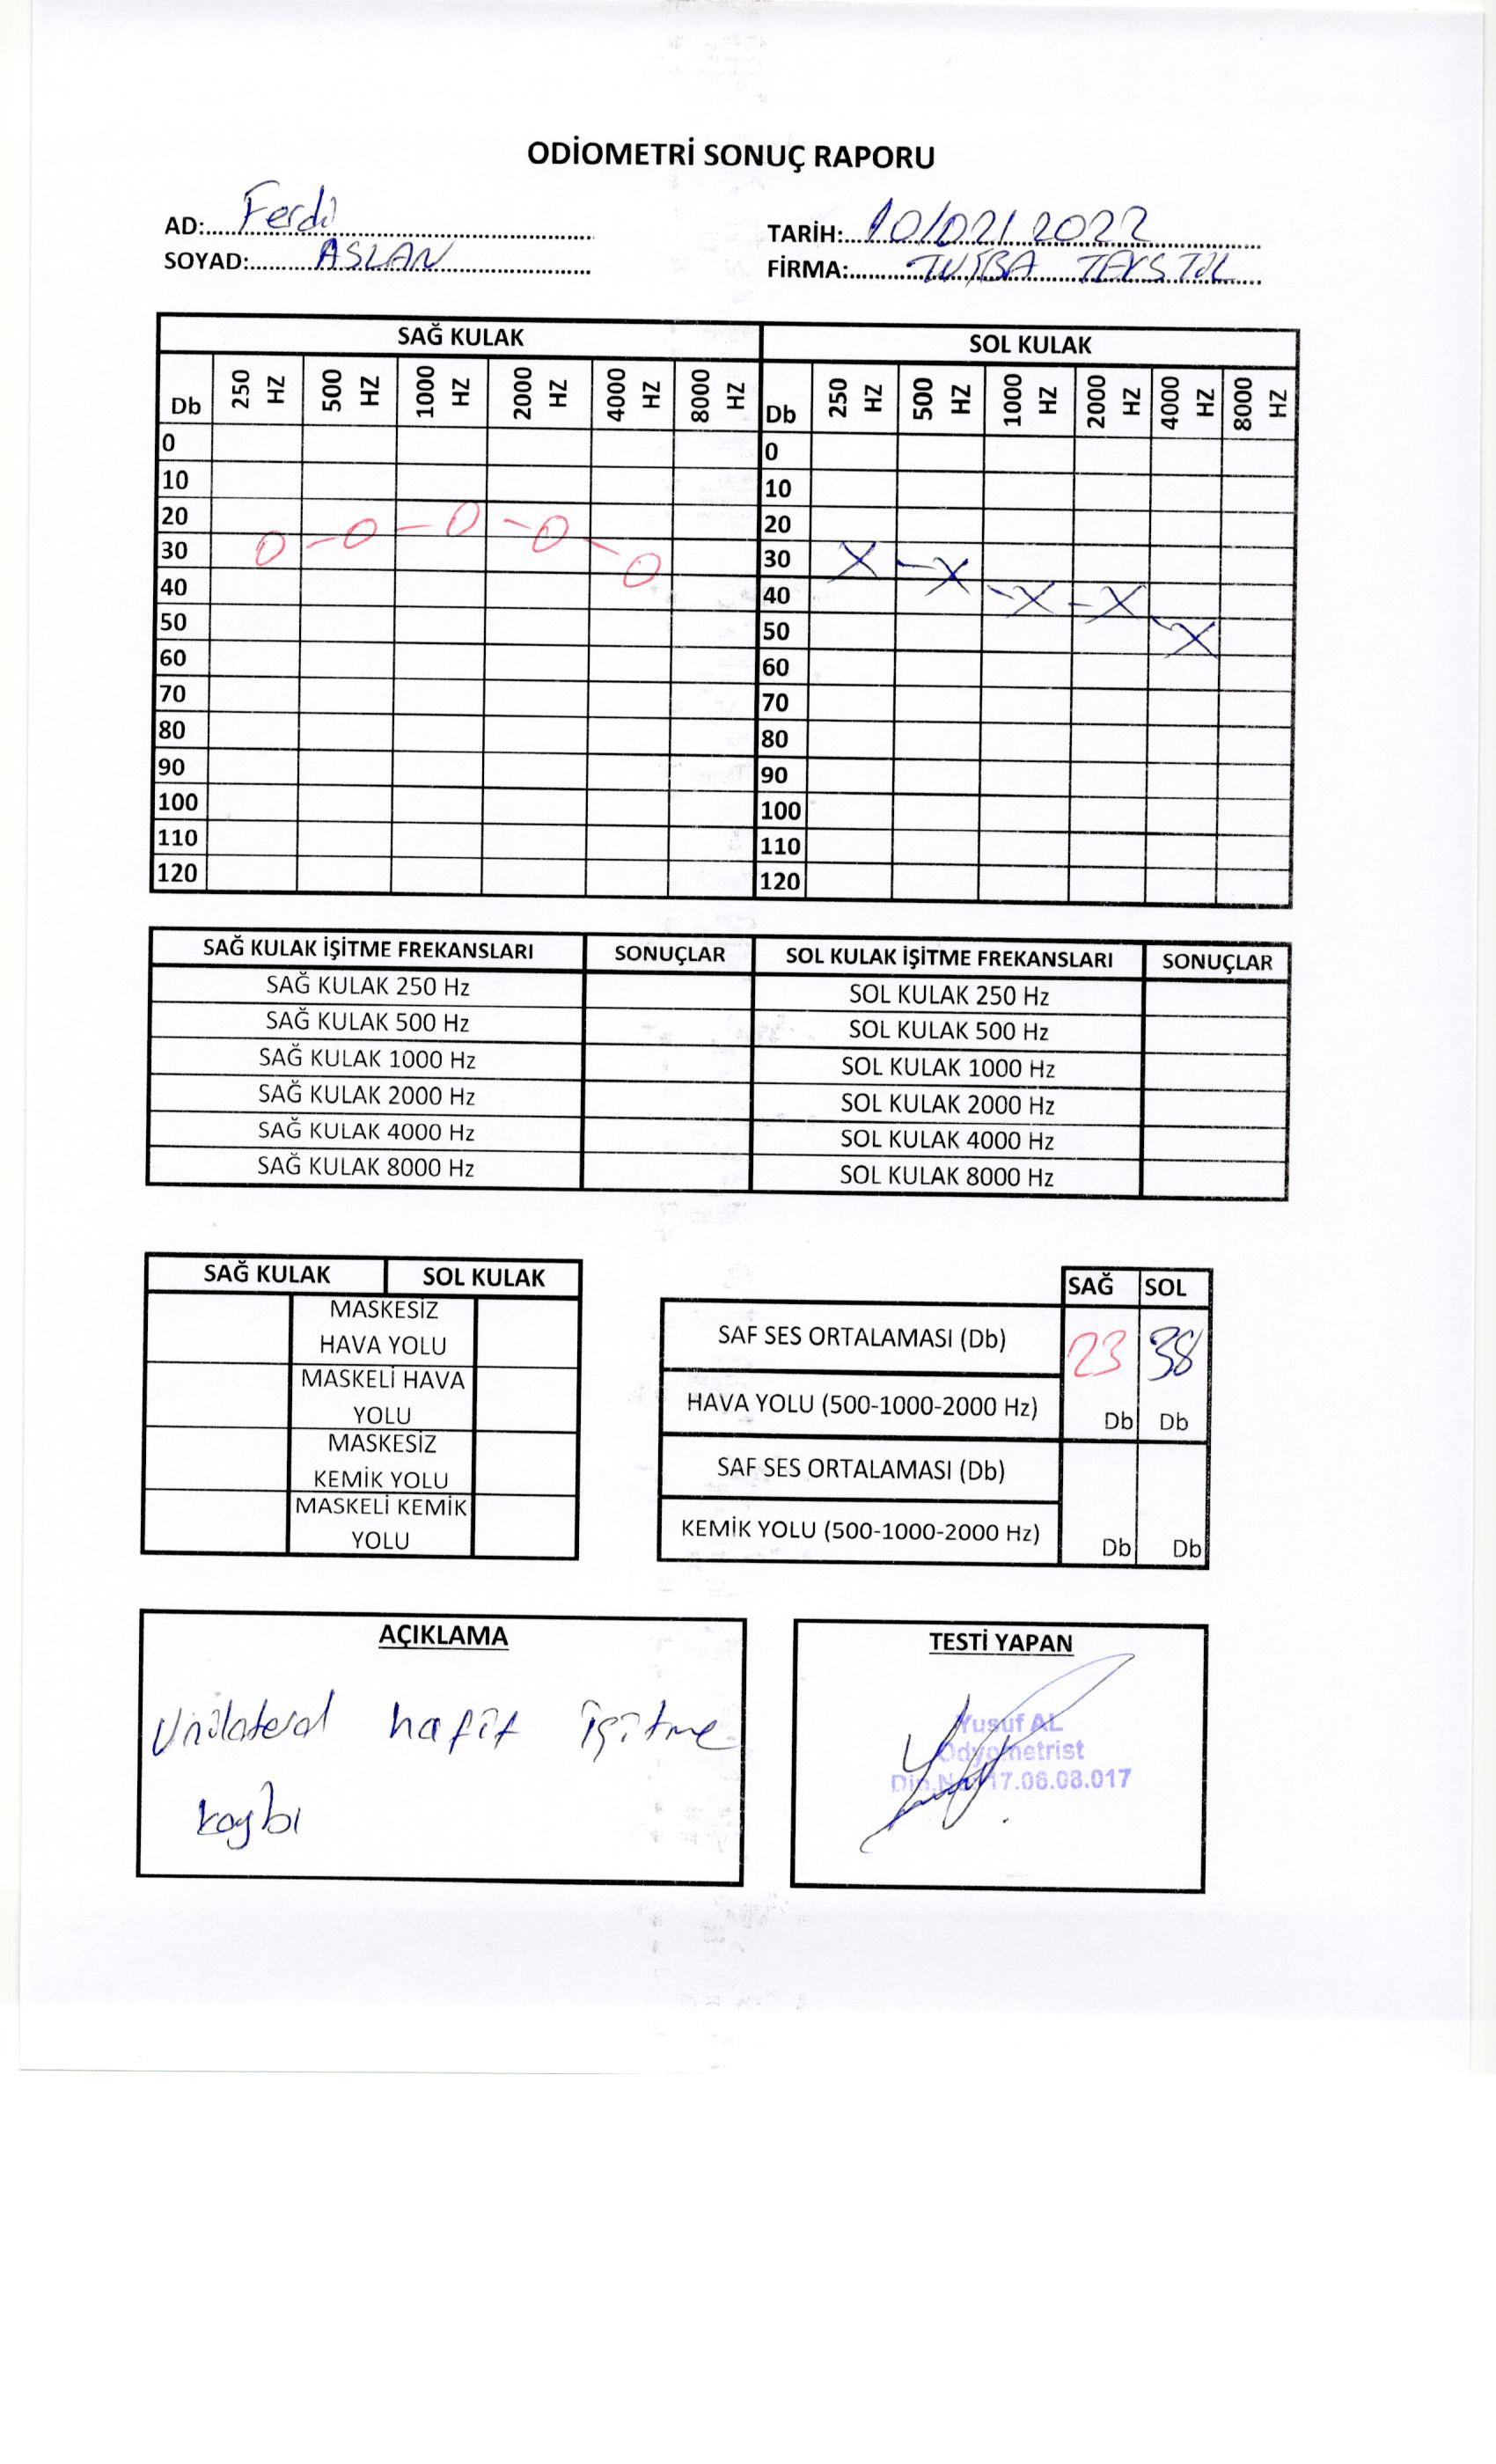 ODİOMETRİ SONUÇ RAPORU
AD: Ferdi
TARİH: 10/02/2022
SOYAD: ASLAN
FİRMA: TUĞBA TEKSTİL
SAĞ KULAK SOL KULAK
Db 250 HZ 500 HZ 1000 HZ 2000 HZ 4000 HZ 8000 HZ Db 250 HZ 500 HZ 1000 HZ 2000 HZ 4000 HZ 8000 HZ
0 0
10 10
20 20
30 30
40 40
50 50
60 60
70 70
80 80
90 90
100 100
110 110
120 120
SAĞ KULAK İŞİTME FREKANSLARI SONUÇLAR SOL KULAK İŞİTME FREKANSLARI SONUÇLAR
SAĞ KULAK 250 Hz SOL KULAK 250 Hz
SAĞ KULAK 500 Hz SOL KULAK 500 Hz
SAĞ KULAK 1000 Hz SOL KULAK 1000 Hz
SAĞ KULAK 2000 Hz SOL KULAK 2000 Hz
SAĞ KULAK 4000 Hz SOL KULAK 4000 Hz
SAĞ KULAK 8000 Hz SOL KULAK 8000 Hz
SAĞ KULAK SOL KULAK
MASKESİZ
HAVA YOLU
MASKELİ HAVA
YOLU
MASKESİZ
KEMİK YOLU
MASKELİ KEMİK
YOLU
SAĞ SOL
SAF SES ORTALAMASI (Db) 23 38
HAVA YOLU (500-1000-2000 Hz) Db Db
SAF SES ORTALAMASI (Db)
KEMİK YOLU (500-1000-2000 Hz) Db Db
AÇIKLAMA
Unilateral hafif işitme
kaybı
TESTİ YAPAN
Yusuf AL
Odyometrist
Dip.No: 17.06.08.017